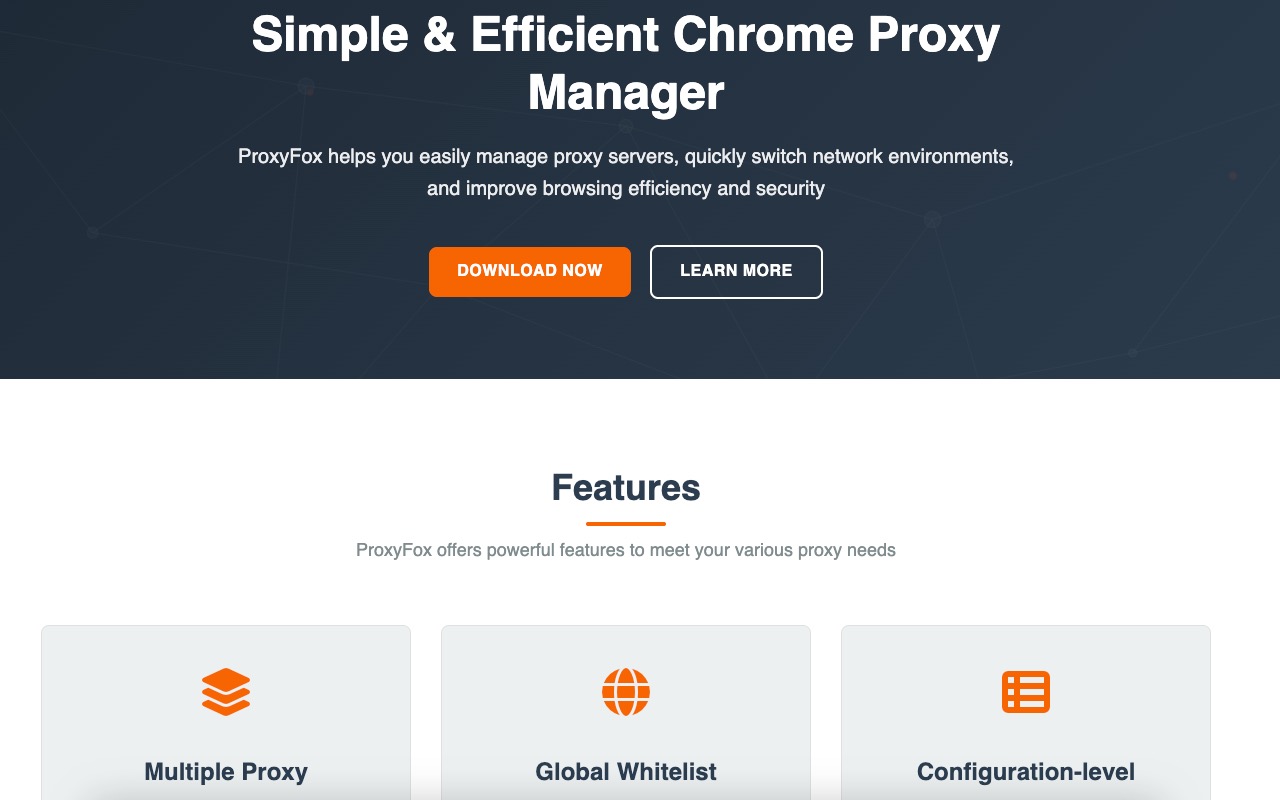 Simple & Efficient Chrome Proxy
Manager
ProxyFox helps you easily manage proxy servers, quickly switch network environments,
and improve browsing efficiency and security
DOWNLOAD NOW
LEARN MORE
Features
ProxyFox offers powerful features to meet your various proxy needs
Multiple Proxy
Global Whitelist
Configuration-level